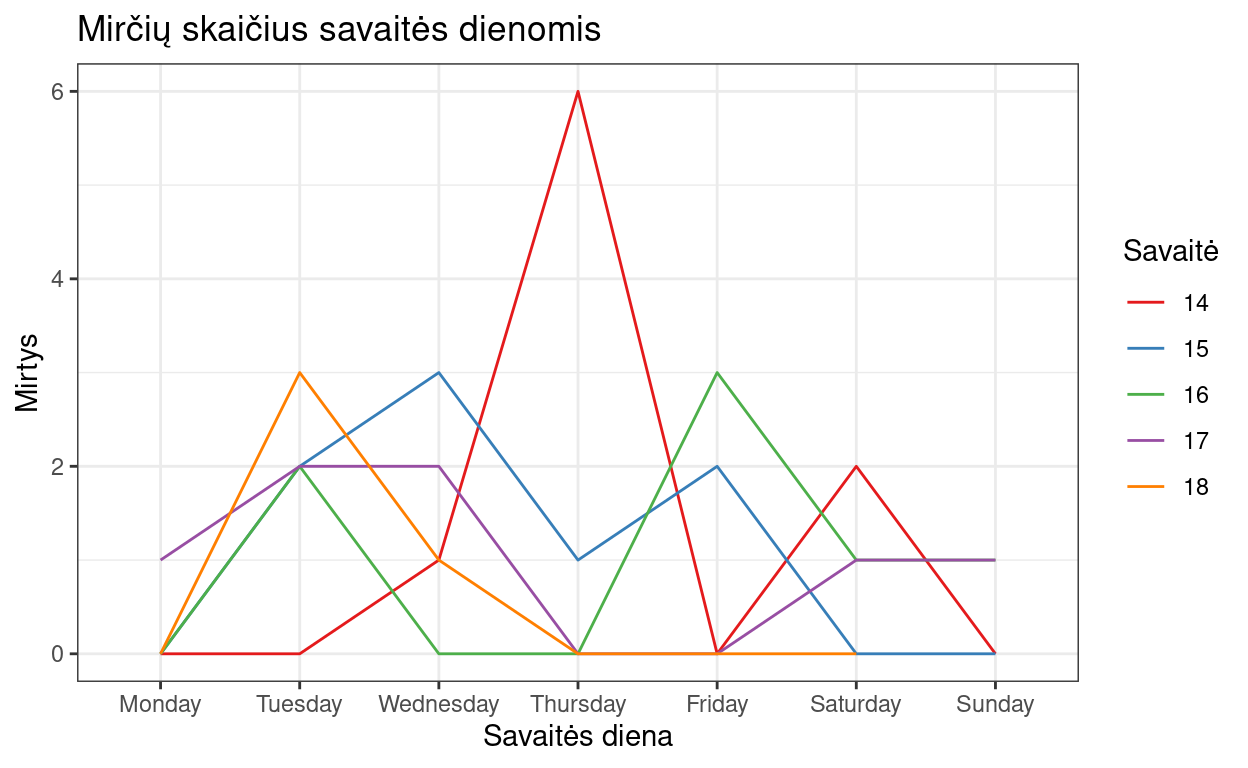 Mirčių skaičius savaitės dienomis
6
4
2
0
Mirtys
Monday Tuesday Wednesday Thursday Friday Saturday Sunday
Savaitės diena
Savaitė
14
15
16
17
18